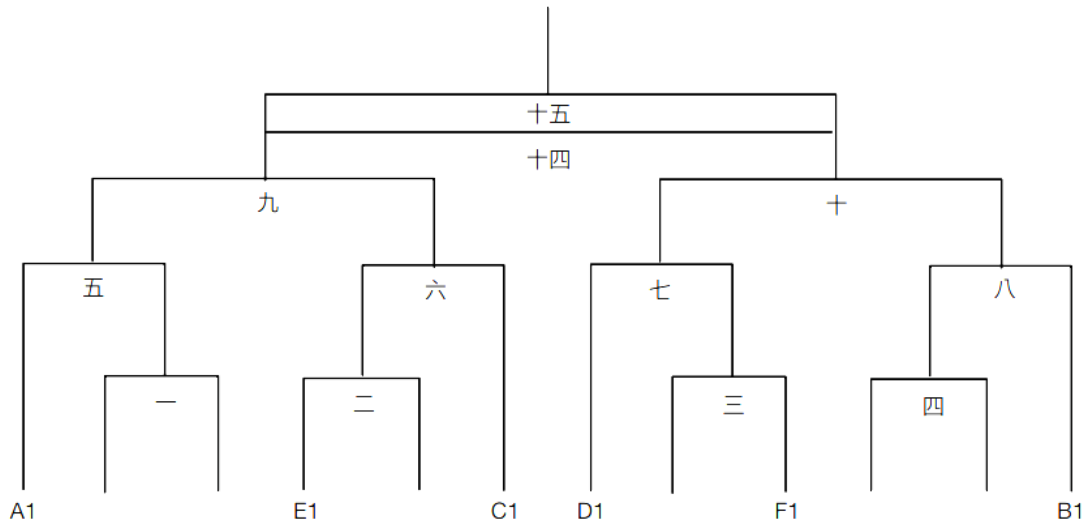 十五
十四
九 十
五 六 七 八
一 二 三 四
A1 E1 C1 D1 F1 B1